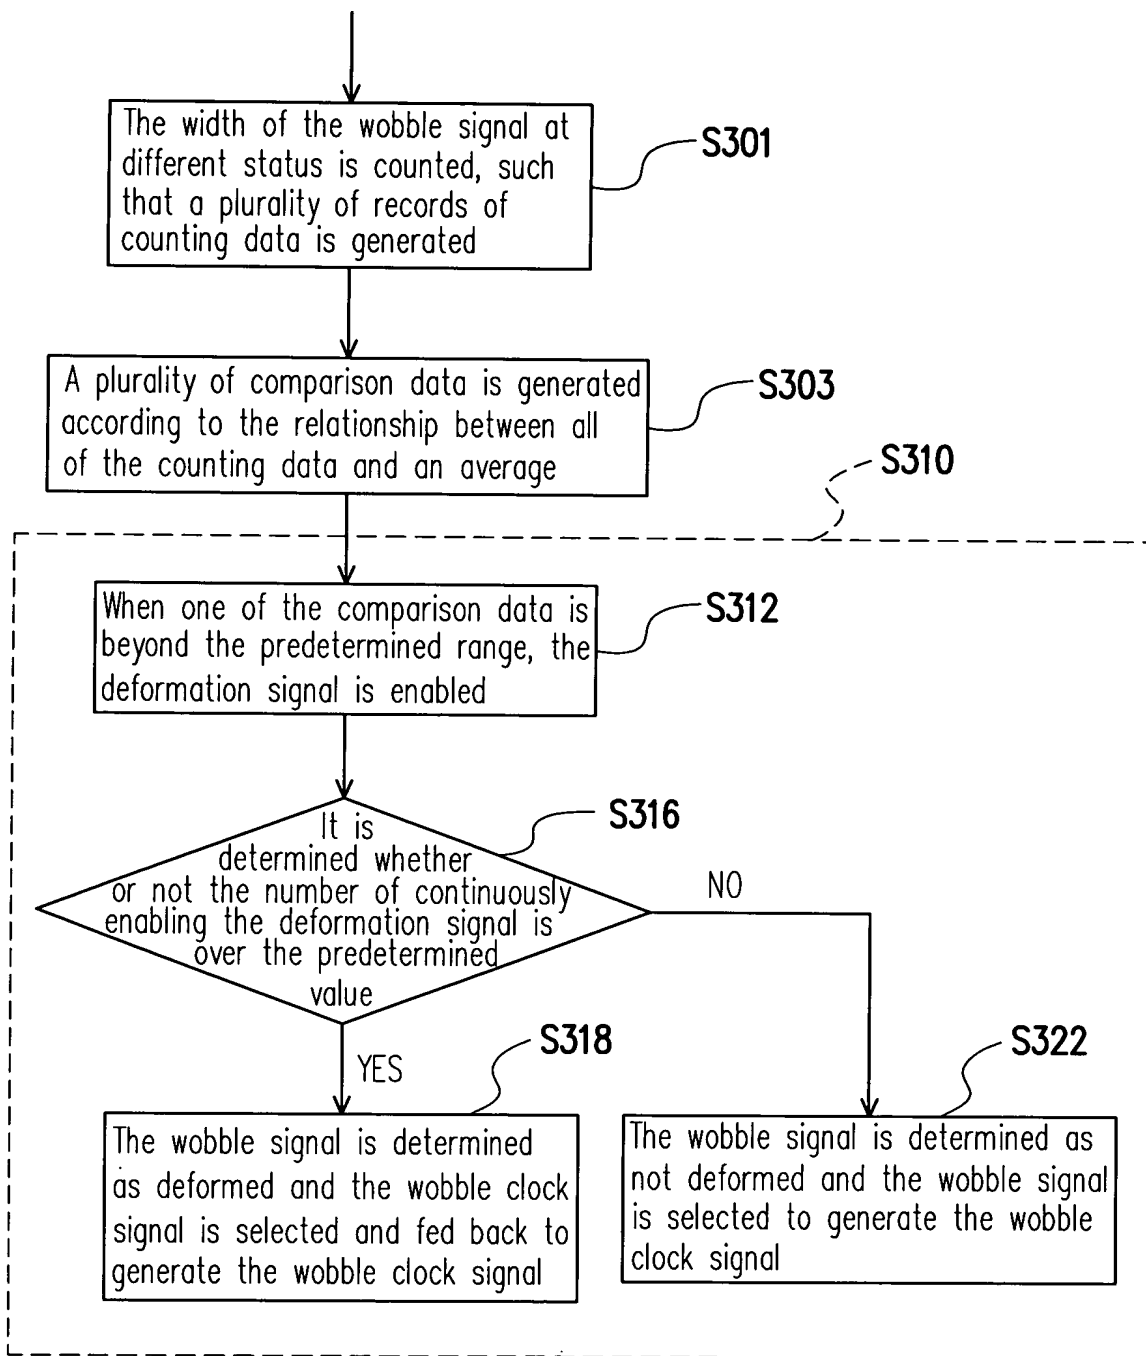 The width of the wobble signal at
different status is counted, such
that a plurality of records of
counting data is generated
S301
A plurality of comparison data is generated
according to the relationship between all
of the counting data and an average
S303
S310
When one of the comparison data is
beyond the predetermined range, the
deformation signal is enabled
S312
It is
determined whether
or not the number of continuously
enabling the deformation signal is
over the predetermined
value
S316
NO
YES
S318
The wobble signal is determined
as deformed and the wobble clock
signal is selected and fed back to
generate the wobble clock signal
S322
The wobble signal is determined as
not deformed and the wobble signal
is selected to generate the wobble
clock signal